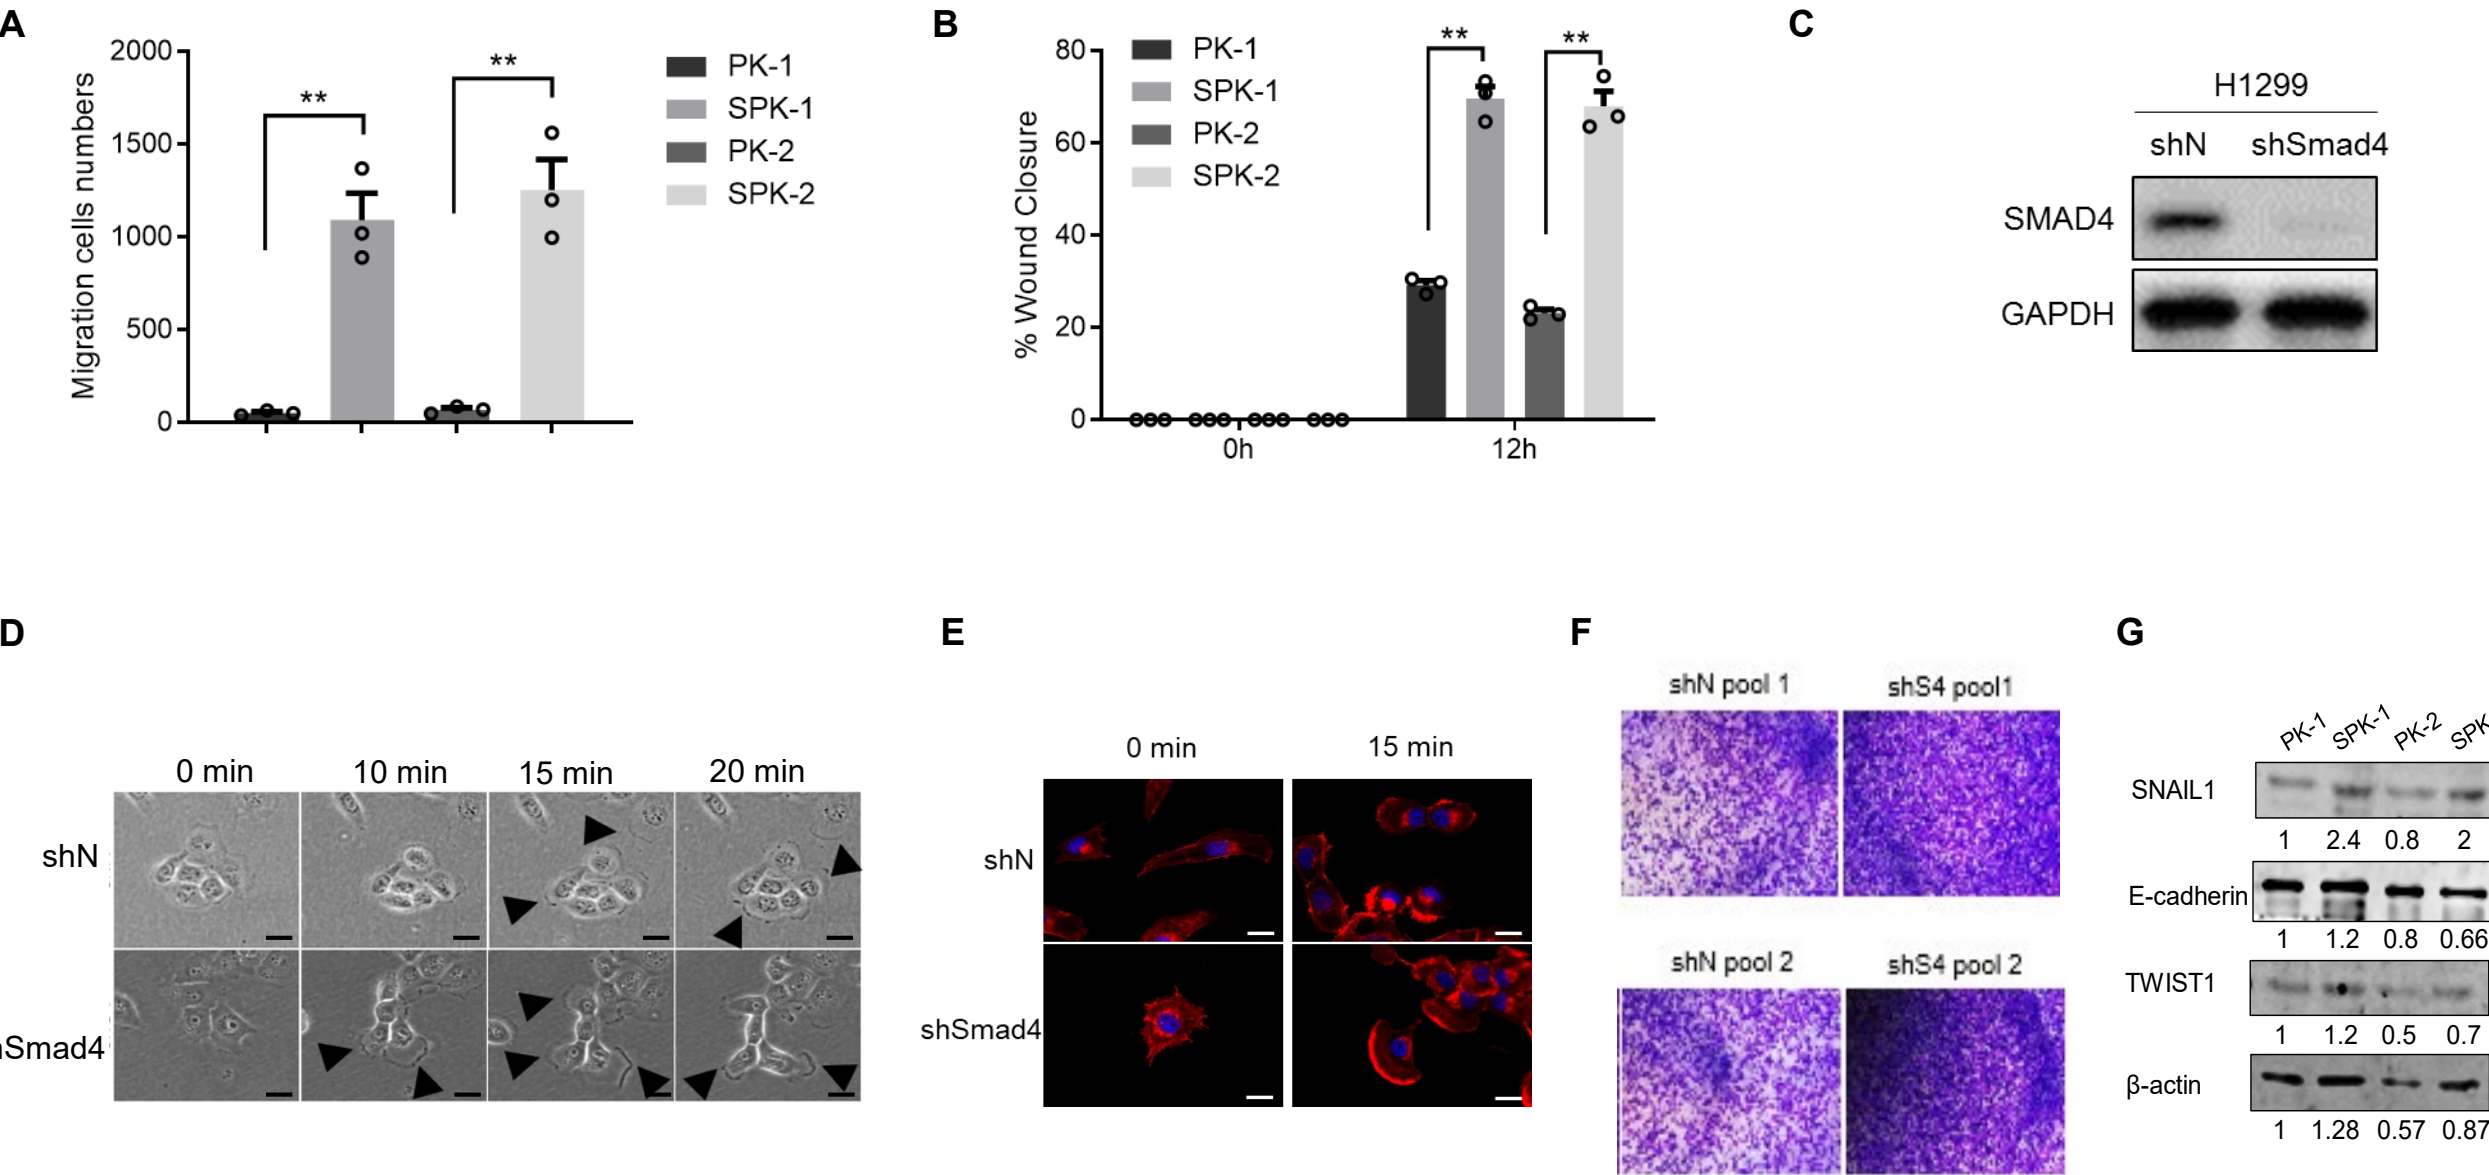 A
Migration cells numbers
2000
1500
1000
500
0
**
**
PK-1
SPK-1
PK-2
SPK-2
B
% Wound Closure
80
60
40
20
0
PK-1
SPK-1
PK-2
SPK-2
**
**
0h
12h
C
H1299
shN shSmad4
SMAD4
GAPDH
D
0 min 10 min 15 min 20 min
shN
hSmad4
E
0 min 15 min
shN
shSmad4
F
shN pool 1 shS4 pool1
shN pool 2 shS4 pool 2
G
PK-1 SPK-1 PK-2 SPK
SNAIL1
1 2.4 0.8 2
E-cadherin
1 1.2 0.8 0.66
TWIST1
1 1.2 0.5 0.7
β-actin
1 1.28 0.57 0.87